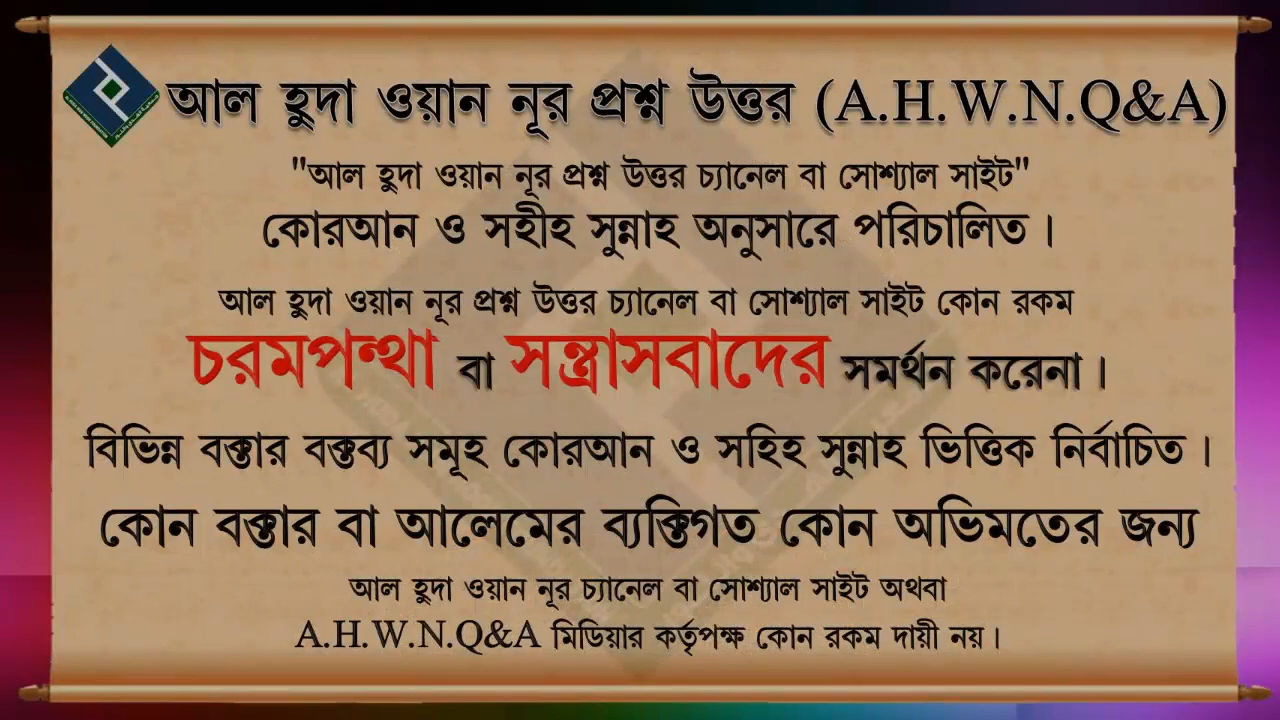 আল হুদা ওয়ান নূর প্রশ্ন উত্তর (A.H.W.N.Q&A)
"আল হুদা ওয়ান নূর প্রশ্ন উত্তর চ্যানেল বা সোশ্যাল সাইট"
কোরআন ও সহীহ সুন্নাহ অনুসারে পরিচালিত ।
আল হুদা ওয়ান নূর প্রশ্ন উত্তর চ্যানেল বা সোশ্যাল সাইট কোন রকম
চরমপন্থা বা সন্ত্রাসবাদের সমর্থন করেনা ।
বিভিন্ন বক্তার বক্তব্য সমূহ কোরআন ও সহিহ সুন্নাহ ভিত্তিক নির্বাচিত ।
কোন বক্তার বা আলেমের ব্যক্তিগত কোন অভিমতের জন্য
আল হুদা ওয়ান নূর চ্যানেল বা সোশ্যাল সাইট অথবা
A.H.W.N.Q&A মিডিয়ার কর্তৃপক্ষ কোন রকম দায়ী নয় ।